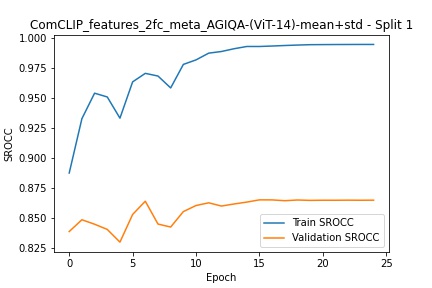 ComCLIP_features_2fc_meta_AGIQA-(ViT-14)-mean+std - Split 1
1.000
0.975
0.950
0.925
0.900
0.875
0.850
0.825
SROCC
Train SROCC
Validation SROCC
0 5 10 15 20 25
Epoch